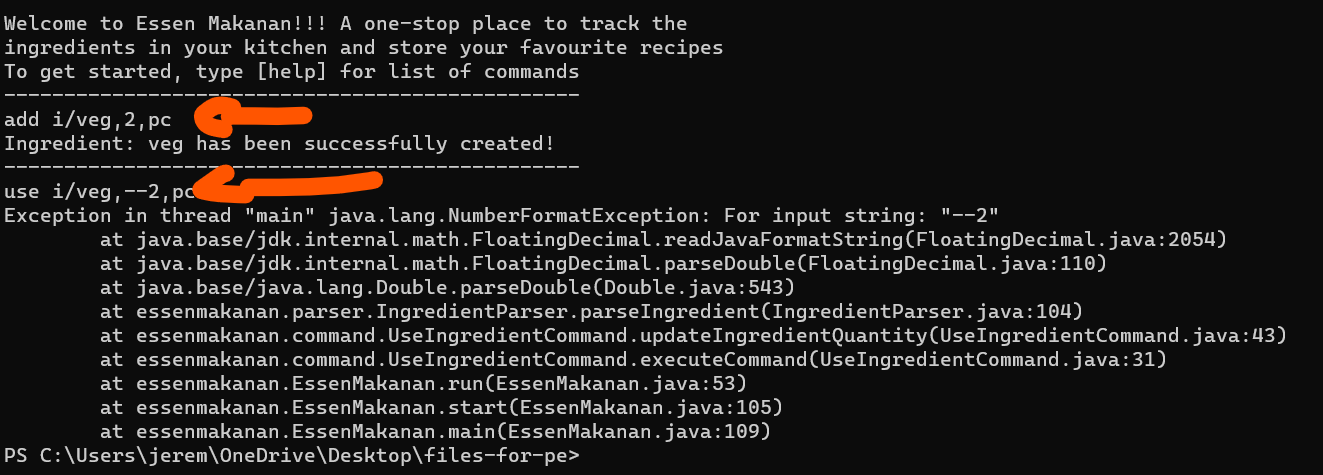 Welcome to Essen Makanan!!! A one-stop place to track the
ingredients in your kitchen and store your favourite recipes
To get started, type [help] for list of commands
------------------------------------------------
add i/veg,2,pc
Ingredient: veg has been successfully created!
------------------------------------------------
use i/veg,--2,pc
Exception in thread "main" java.lang.NumberFormatException: For input string: "--2"
        at java.base/jdk.internal.math.FloatingDecimal.readJavaFormatString(FloatingDecimal.java:2054)
        at java.base/jdk.internal.math.FloatingDecimal.parseDouble(FloatingDecimal.java:110)
        at java.base/java.lang.Double.parseDouble(Double.java:543)
        at essenmakanan.parser.IngredientParser.parseIngredient(IngredientParser.java:104)
        at essenmakanan.command.UseIngredientCommand.updateIngredientQuantity(UseIngredientCommand.java:43)
        at essenmakanan.command.UseIngredientCommand.executeCommand(UseIngredientCommand.java:31)
        at essenmakanan.EssenMakanan.run(EssenMakanan.java:53)
        at essenmakanan.EssenMakanan.start(EssenMakanan.java:105)
        at essenmakanan.EssenMakanan.main(EssenMakanan.java:109)
PS C:\Users\jerem\OneDrive\Desktop\files-for-pe>